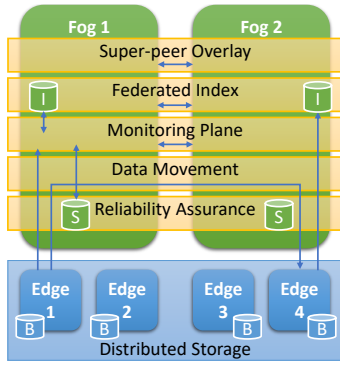 Fog 1 Fog 2
Super-peer Overlay
Federated Index
I I
Monitoring Plane
Data Movement
Reliability Assurance
S S
Edge 1 Edge 2 Edge 3 Edge 4
B B B B
Distributed Storage